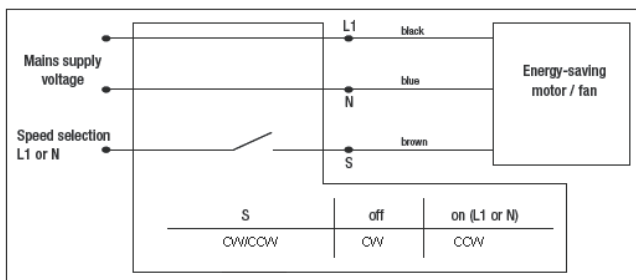 L1
black
Mains supply
voltage
Energy-saving
motor / fan
blue
N
Speed selection
L1 or N
brown
S
S off on (L1 or N)
CW/CCW CW CCW